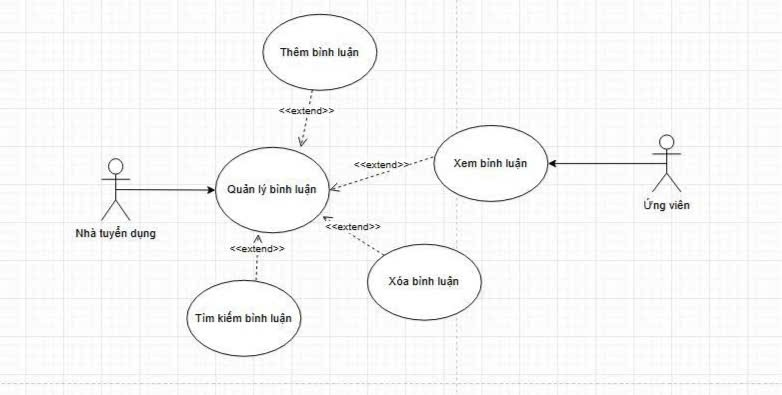 Thêm bình luận
<<extend>>
<<extend>>
Xem bình luận
Quản lý bình luận
Ứng viên
Nhà tuyển dụng
<<extend>>
<<extend>>
Xóa bình luận
Tìm kiếm bình luận